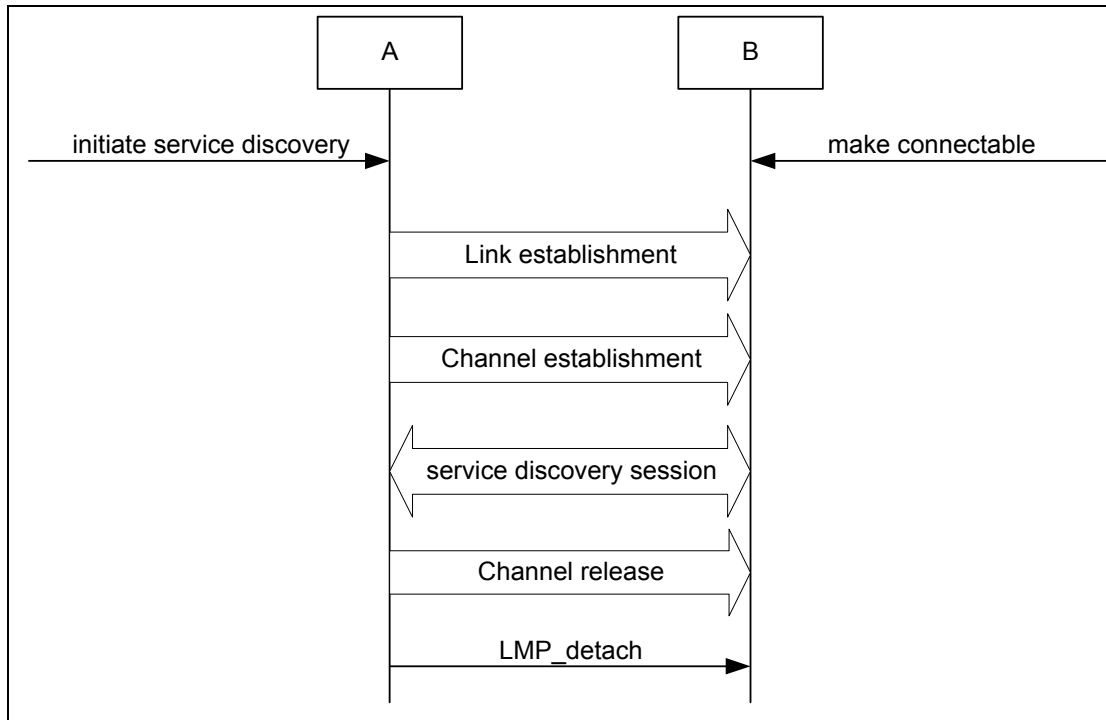 A
B
initiate service discovery
make connectable
Link establishment
Channel establishment
service discovery session
Channel release
LMP_detach